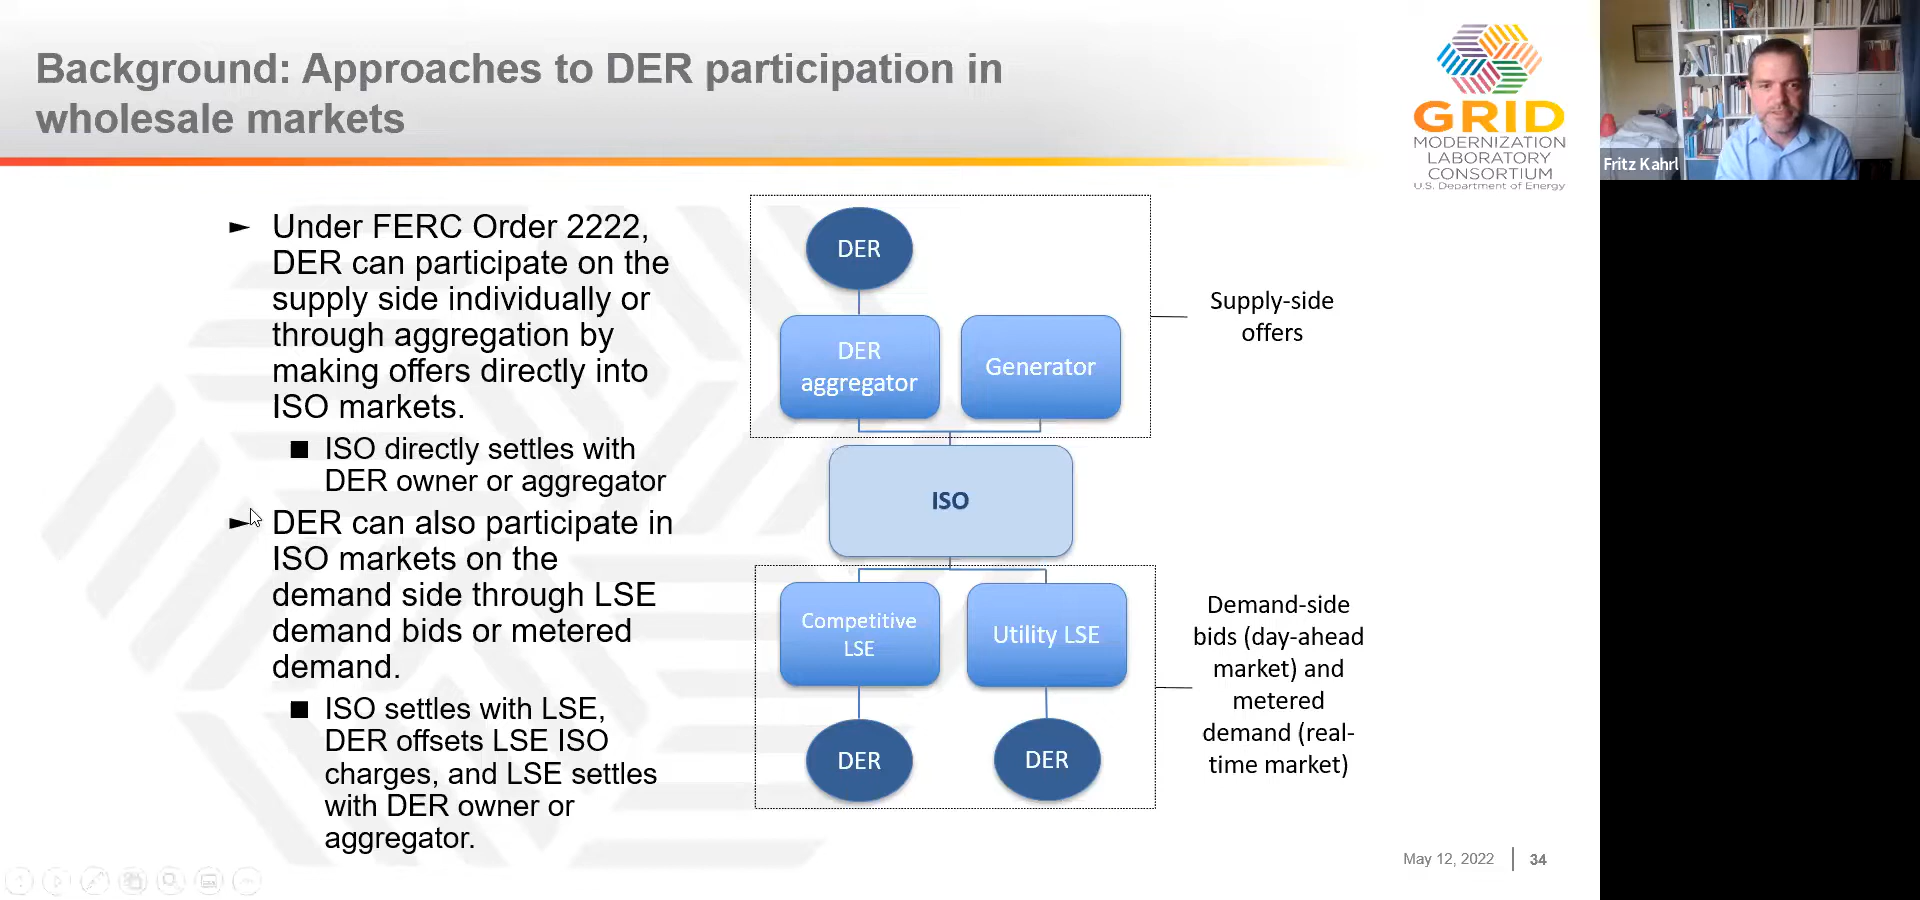 Background: Approaches to DER participation in
wholesale markets
GRID
MODERNIZATION
LABORATORY
CONSORTIUM
U.S. Department of Energy
Fritz Kahrl
► Under FERC Order 2222,
DER can participate on the
supply side individually or
through aggregation by
making offers directly into
ISO markets.
■ ISO directly settles with
DER owner or aggregator
► DER can also participate in
ISO markets on the
demand side through LSE
demand bids or metered
demand.
■ ISO settles with LSE,
DER offsets LSE ISO
charges, and LSE settles
with DER owner or
aggregator.
DER
DER
aggregator
Generator
Supply-side
offers
ISO
Competitive
LSE
Utility LSE
DER
DER
Demand-side
bids (day-ahead
market) and
metered
demand (real-
time market)
May 12, 2022
34